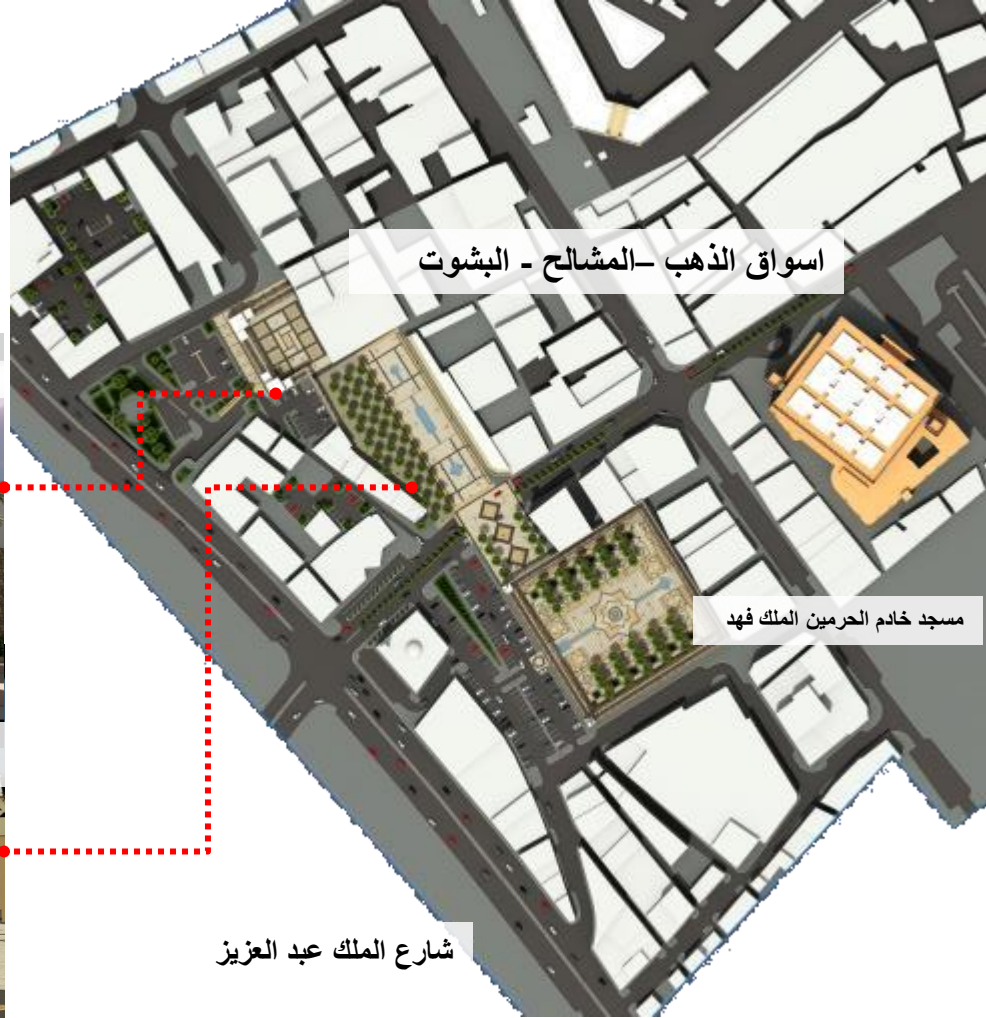 اسواق الذهب –المشالح - البشوت
مسجد خادم الحرمين الملك فهد
شارع الملك عبد العزيز